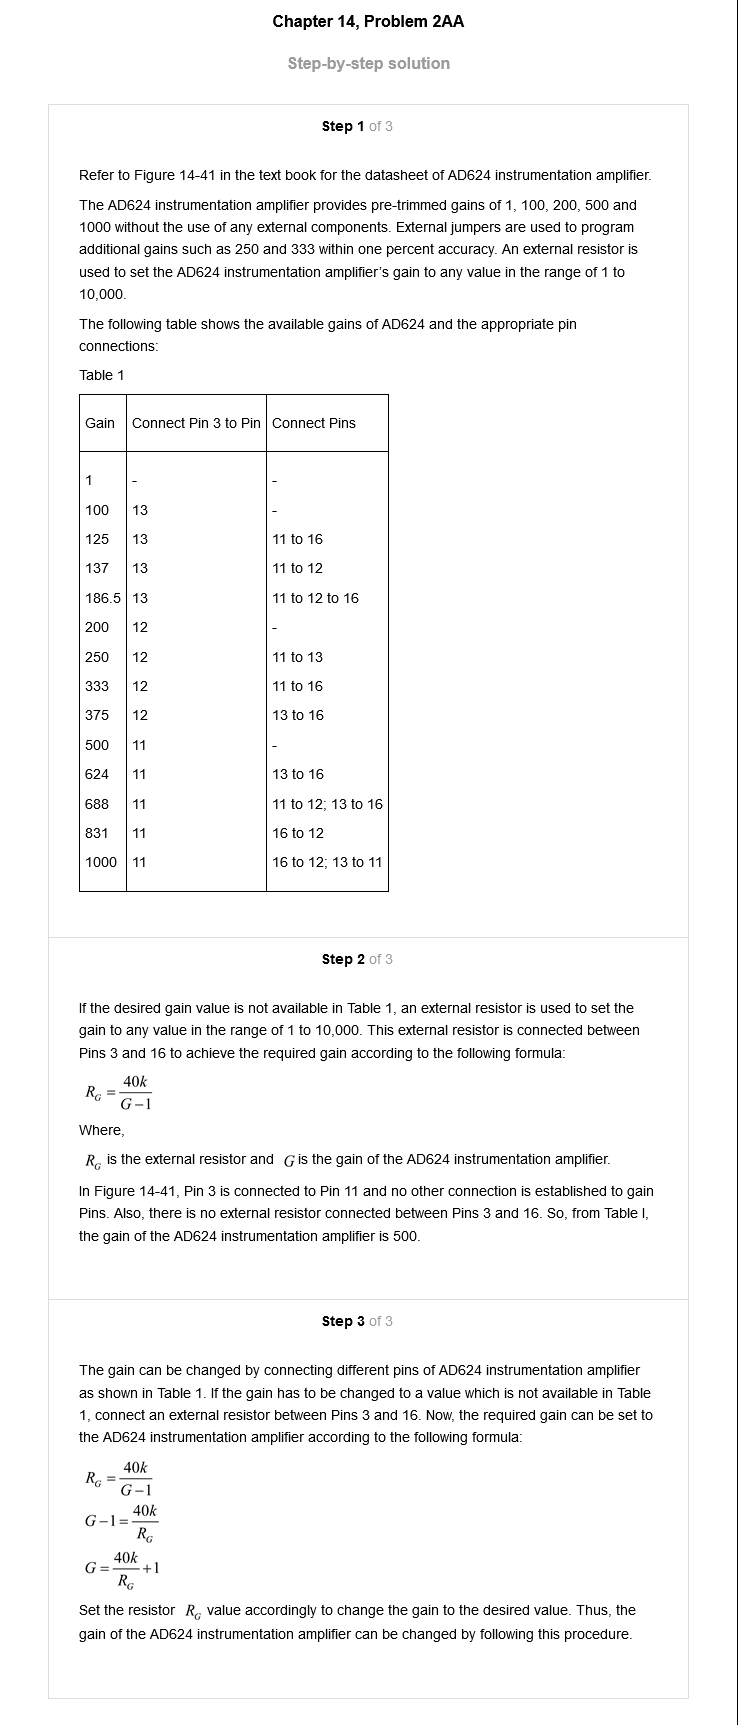 Chapter 14, Problem 2AA
Step-by-step solution
Step 1 of 3
Refer to Figure 14-41 in the text book for the datasheet of AD624 instrumentation amplifier.
The AD624 instrumentation amplifier provides pre-trimmed gains of 1, 100, 200, 500 and
1000 without the use of any external components. External jumpers are used to program
additional gains such as 250 and 333 within one percent accuracy. An external resistor is
used to set the AD624 instrumentation amplifier's gain to any value in the range of 1 to
10,000.
The following table shows the available gains of AD624 and the appropriate pin
connections:
Table 1
Gain Connect Pin 3 to Pin Connect Pins
1 - -
100 13 -
125 13 11 to 16
137 13 11 to 12
186.5 13 11 to 12 to 16
200 12 -
250 12 11 to 13
333 12 11 to 16
375 12 13 to 16
500 11 -
624 11 13 to 16
688 11 11 to 12; 13 to 16
831 11 16 to 12
1000 11 16 to 12; 13 to 11
Step 2 of 3
If the desired gain value is not available in Table 1, an external resistor is used to set the
gain to any value in the range of 1 to 10,000. This external resistor is connected between
Pins 3 and 16 to achieve the required gain according to the following formula:
R_G = 40k / (G−1)
Where,
R_G is the external resistor and G is the gain of the AD624 instrumentation amplifier.
In Figure 14-41, Pin 3 is connected to Pin 11 and no other connection is established to gain
Pins. Also, there is no external resistor connected between Pins 3 and 16. So, from Table I,
the gain of the AD624 instrumentation amplifier is 500.
Step 3 of 3
The gain can be changed by connecting different pins of AD624 instrumentation amplifier
as shown in Table 1. If the gain has to be changed to a value which is not available in Table
1, connect an external resistor between Pins 3 and 16. Now, the required gain can be set to
the AD624 instrumentation amplifier according to the following formula:
R_G = 40k / (G−1)
G−1 = 40k / R_G
G = 40k / R_G + 1
Set the resistor R_G value accordingly to change the gain to the desired value. Thus, the
gain of the AD624 instrumentation amplifier can be changed by following this procedure.